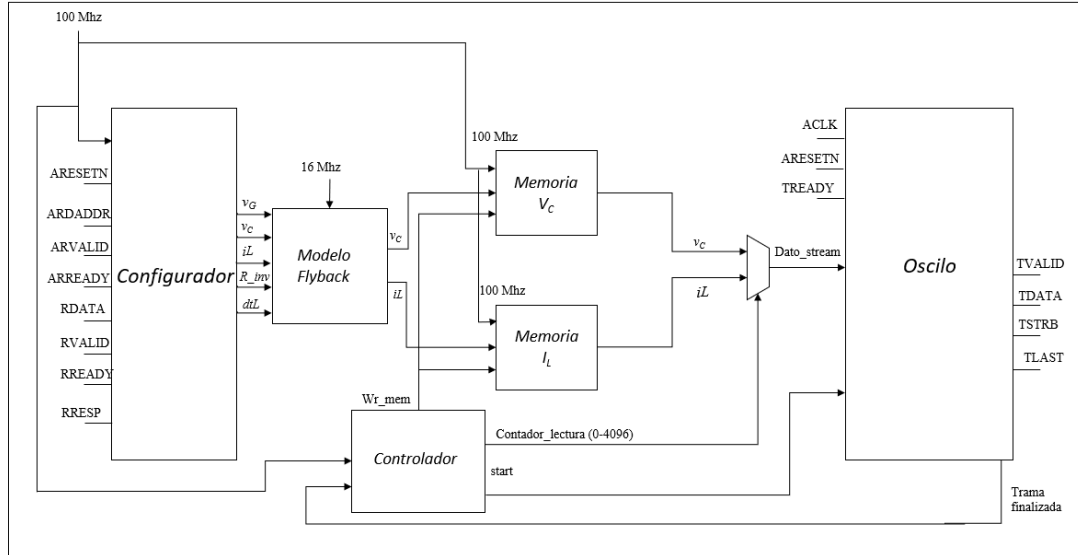 100 Mhz
ARESETN
ARDADDR
ARVALID
ARREADY
RDATA
RVALID
RREADY
RRESP
Configurador
vG
vC
iL
R_inv
dtL
16 Mhz
Modelo
Flyback
vC
iL
100 Mhz
Memoria
VC
100 Mhz
Memoria
IL
Wr_mem
Controlador
Contador_lectura (0-4096)
start
vC
iL
Dato_stream
ACLK
ARESETN
TREADY
Oscilo
TVALID
TDATA
TSTRB
TLAST
Trama
finalizada